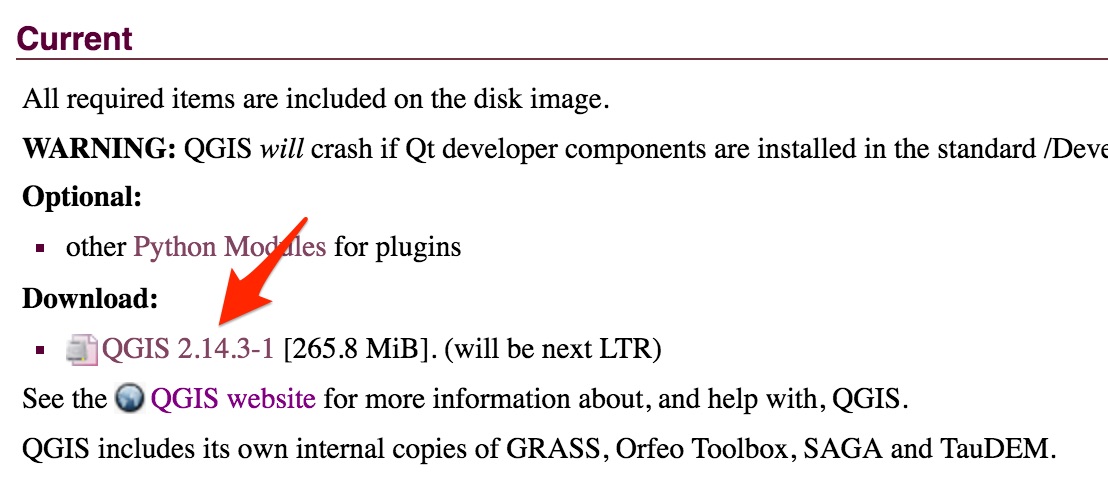 Current
All required items are included on the disk image.
WARNING: QGIS will crash if Qt developer components are installed in the standard /Deve
Optional:
other Python Modules for plugins
Download:
QGIS 2.14.3-1 [265.8 MiB]. (will be next LTR)
See the QGIS website for more information about, and help with, QGIS.
QGIS includes its own internal copies of GRASS, Orfeo Toolbox, SAGA and TauDEM.